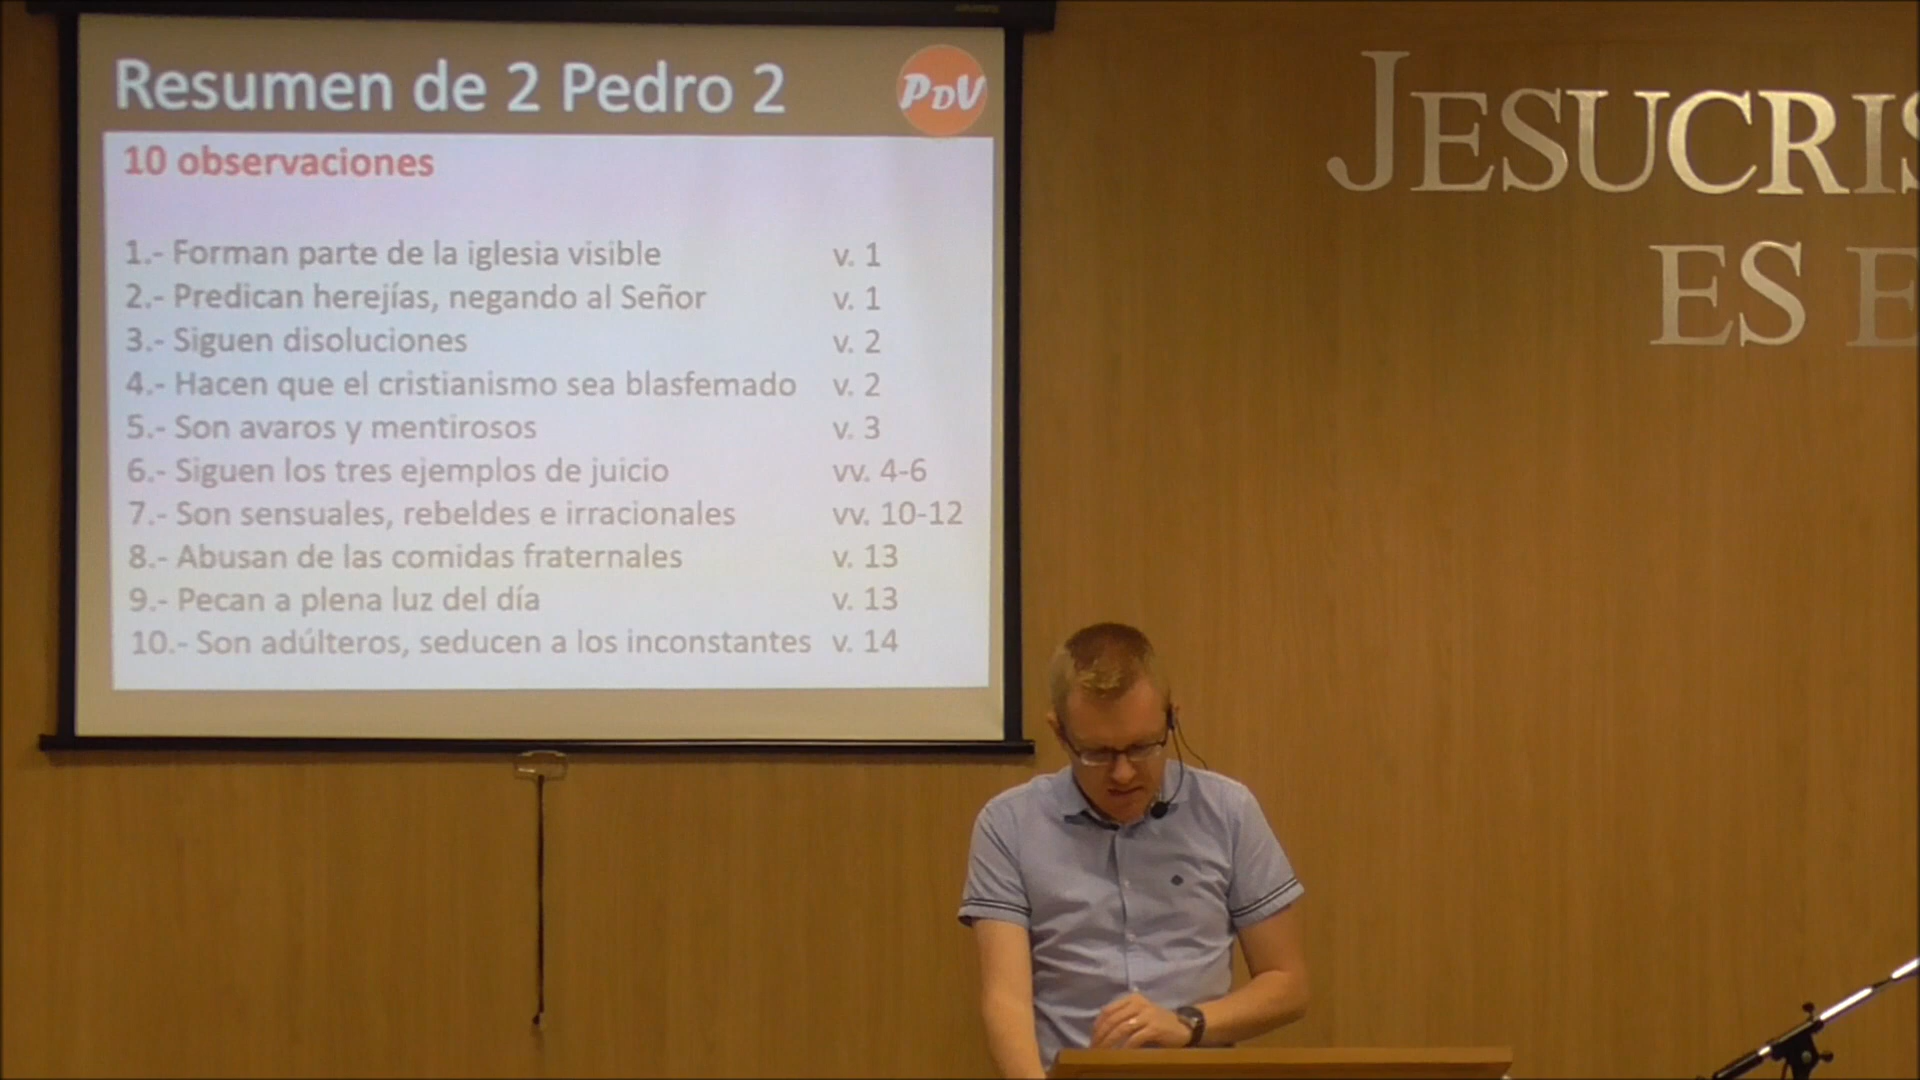 Resumen de 2 Pedro 2
PDV
10 observaciones
1.- Forman parte de la iglesia visible v. 1
2.- Predican herejías, negando al Señor v. 1
3.- Siguen disoluciones v. 2
4.- Hacen que el cristianismo sea blasfemado v. 2
5.- Son avaros y mentirosos v. 3
6.- Siguen los tres ejemplos de juicio vv. 4-6
7.- Son sensuales, rebeldes e irracionales vv. 10-12
8.- Abusan de las comidas fraternales v. 13
9.- Pecan a plena luz del día v. 13
10.- Son adúlteros, seducen a los inconstantes v. 14
JESUCRIS
ES E